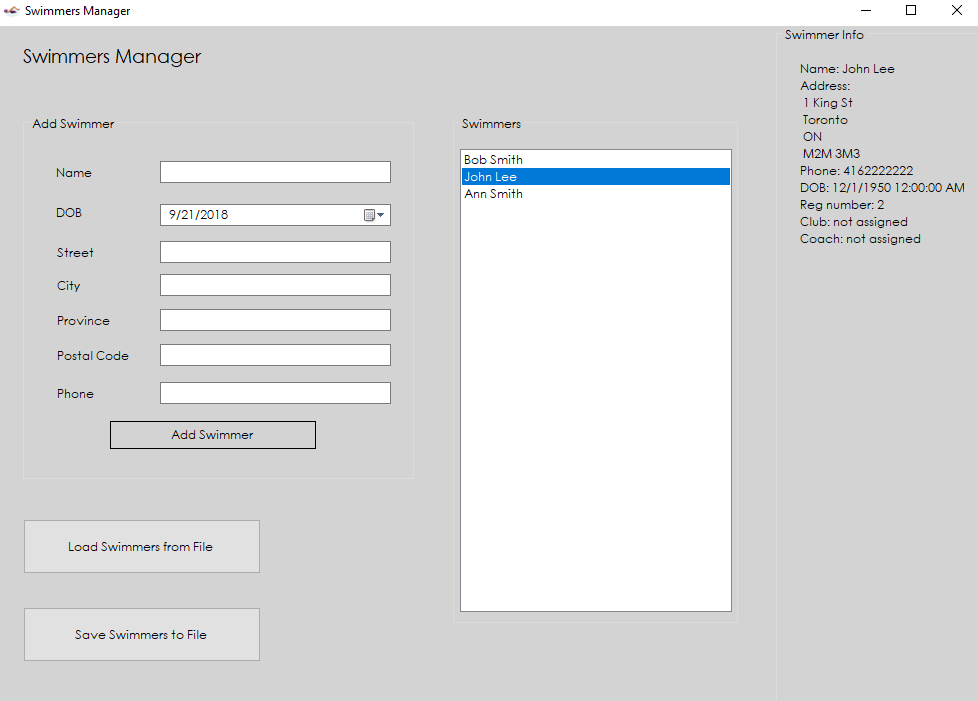 Swimmers Manager
Swimmers Manager
Add Swimmer
Name
DOB
9/21/2018
Street
City
Province
Postal Code
Phone
Add Swimmer
Load Swimmers from File
Save Swimmers to File
Swimmers
Bob Smith
John Lee
Ann Smith
Swimmer Info
Name: John Lee
Address:
1 King St
Toronto
ON
M2M 3M3
Phone: 4162222222
DOB: 12/1/1950 12:00:00 AM
Reg number: 2
Club: not assigned
Coach: not assigned